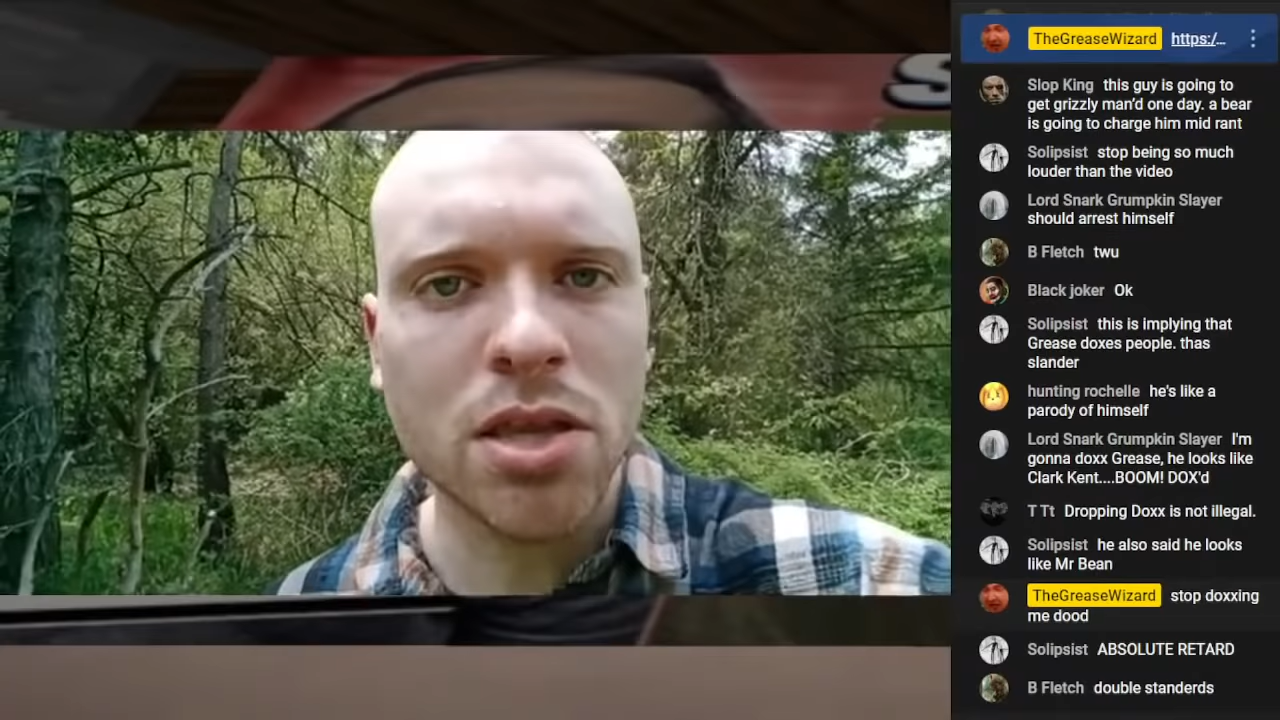 S
TheGreaseWizard https:/...
Slop King this guy is going to
get grizzly man'd one day. a bear
is going to charge him mid rant
Solipsist stop being so much
louder than the video
Lord Snark Grumpkin Slayer
should arrest himself
B Fletch twu
Black joker Ok
Solipsist this is implying that
Grease doxes people. thas
slander
hunting rochelle he's like a
parody of himself
Lord Snark Grumpkin Slayer I'm
gonna doxx Grease, he looks like
Clark Kent....BOOM! DOX'd
T Tt Dropping Doxx is not illegal.
Solipsist he also said he looks
like Mr Bean
TheGreaseWizard stop doxxing
me dood
Solipsist ABSOLUTE RETARD
B Fletch double standerds